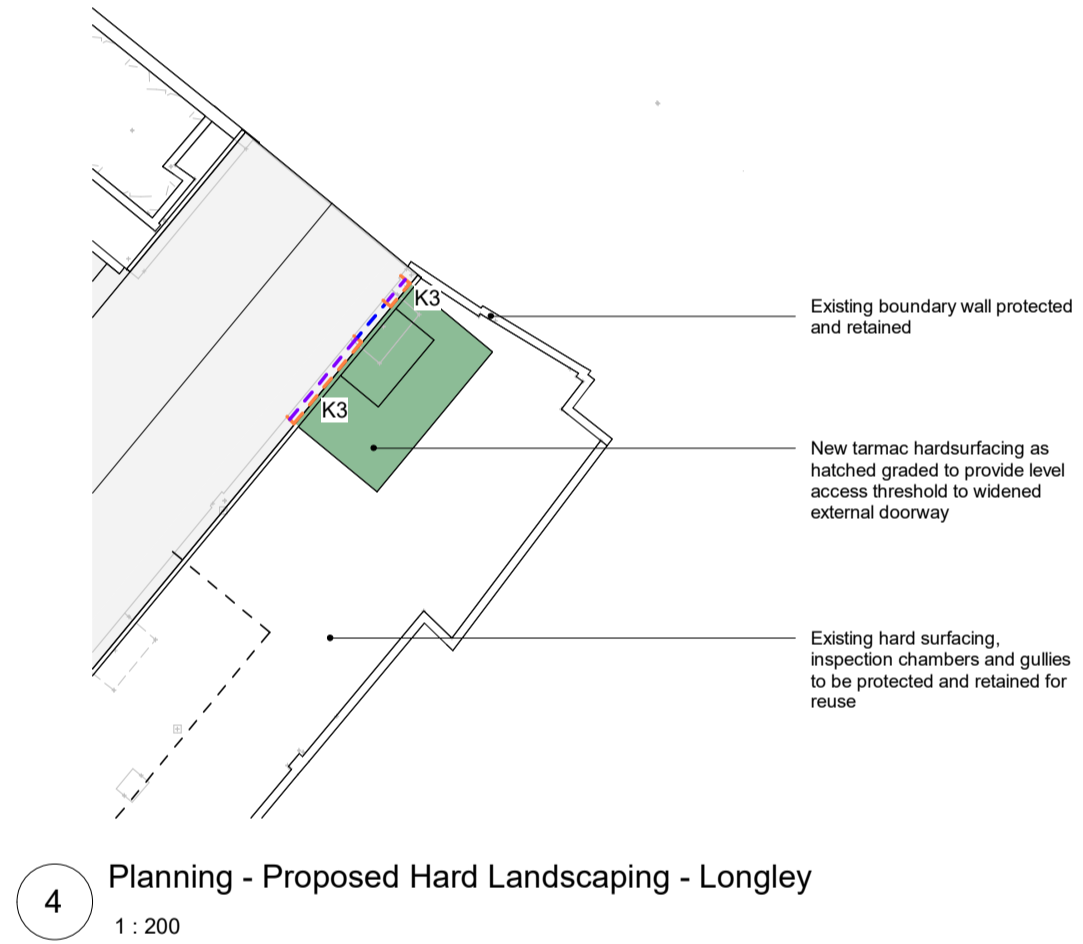 K3
Existing boundary wall protected
and retained
K3
New tarmac hardsurfacing as
hatched graded to provide level
access threshold to widened
external doorway
Existing hard surfacing,
inspection chambers and gullies
to be protected and retained for
reuse
4
Planning - Proposed Hard Landscaping - Longley
1 : 200